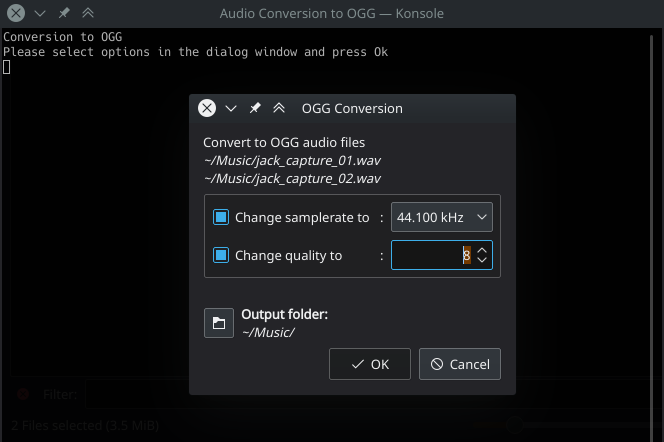 Audio Conversion to OGG — Konsole
Conversion to OGG
Please select options in the dialog window and press Ok
OGG Conversion
Convert to OGG audio files
~/Music/jack_capture_01.wav
~/Music/jack_capture_02.wav
Change samplerate to : 44.100 kHz
Change quality to : 8
Output folder:
~/Music/
OK Cancel
Filter:
2 Files selected (3.5 MiB)